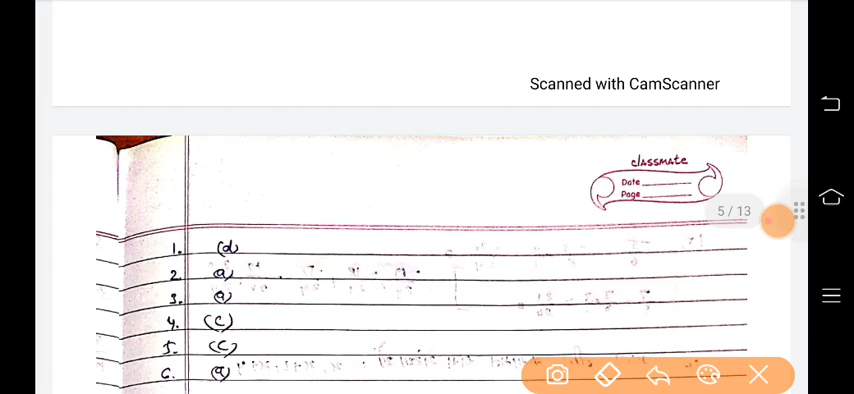 Scanned with CamScanner
classmate
Date
Page
5 / 13
1. (d)
2. a)
3. a)
4. (c)
5. (c)
6. (a)